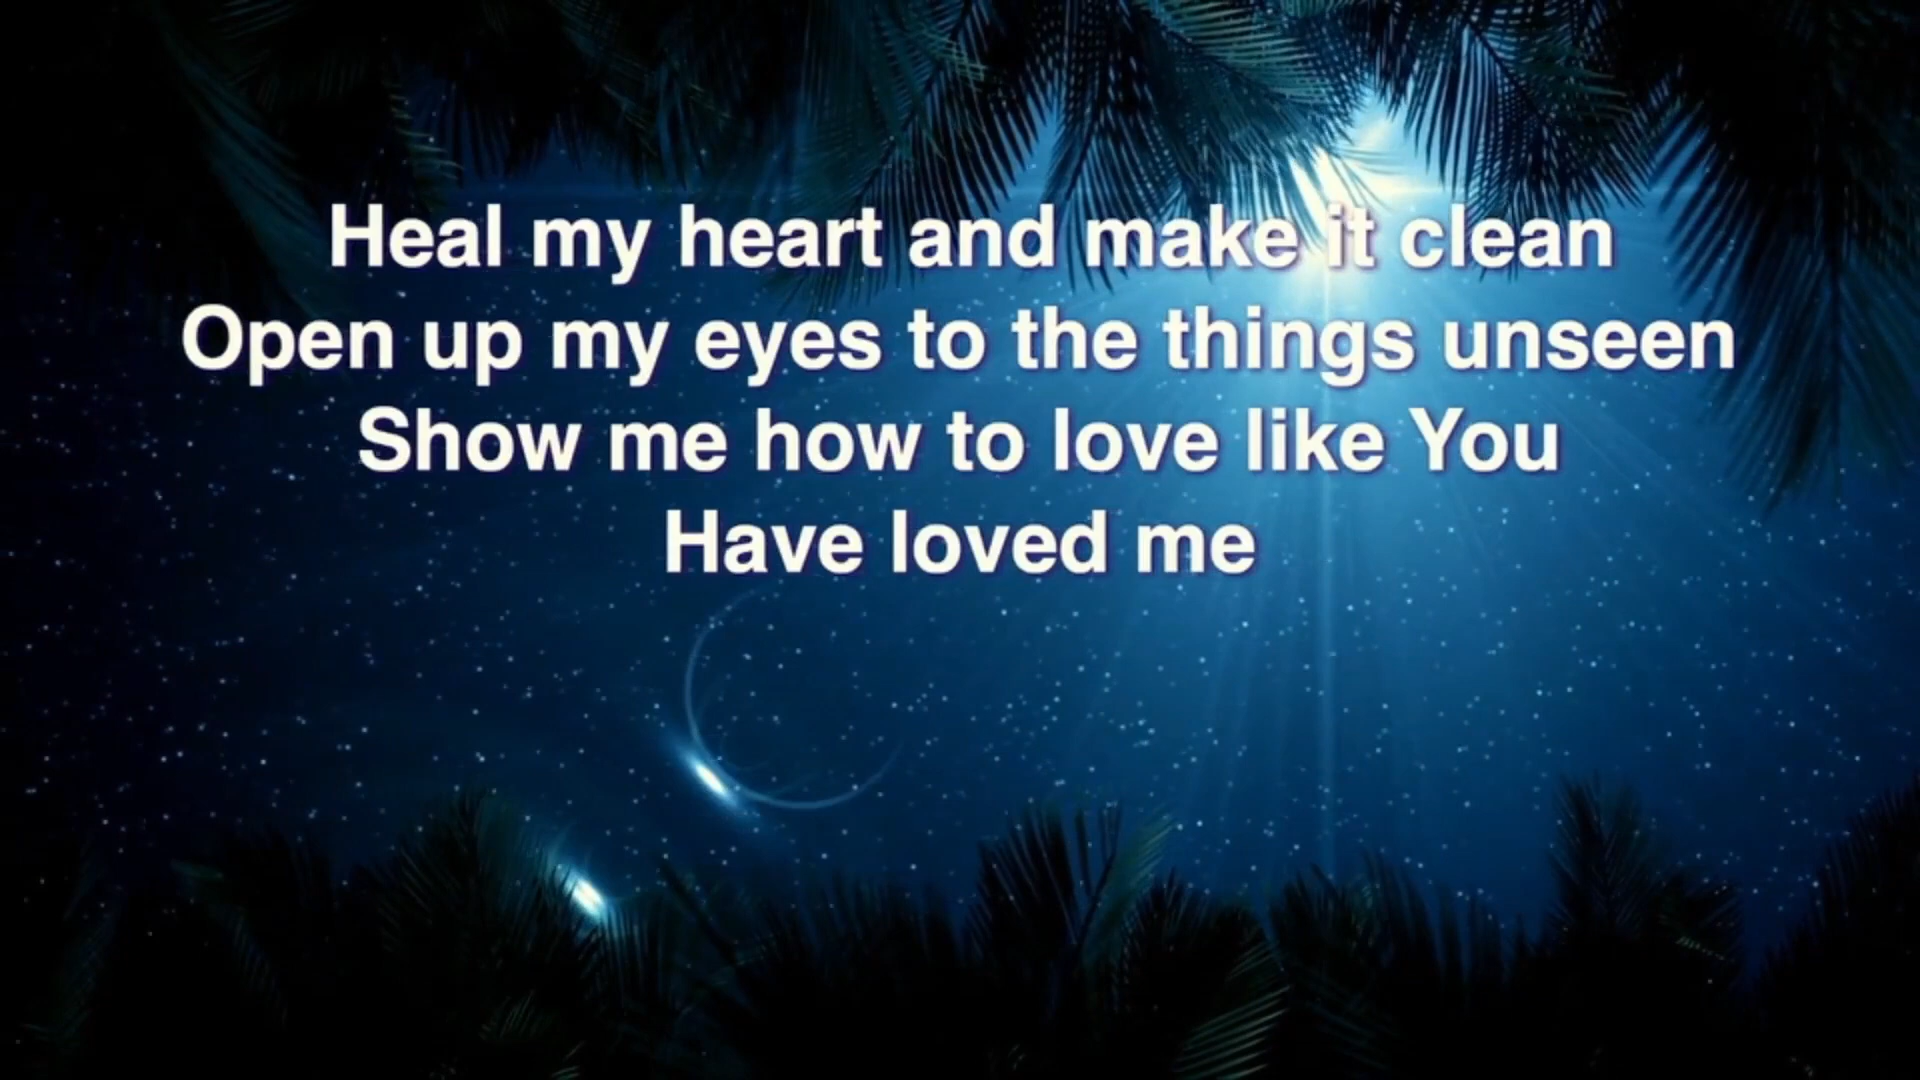 Heal my heart and make it clean
Open up my eyes to the things unseen
Show me how to love like You
Have loved me